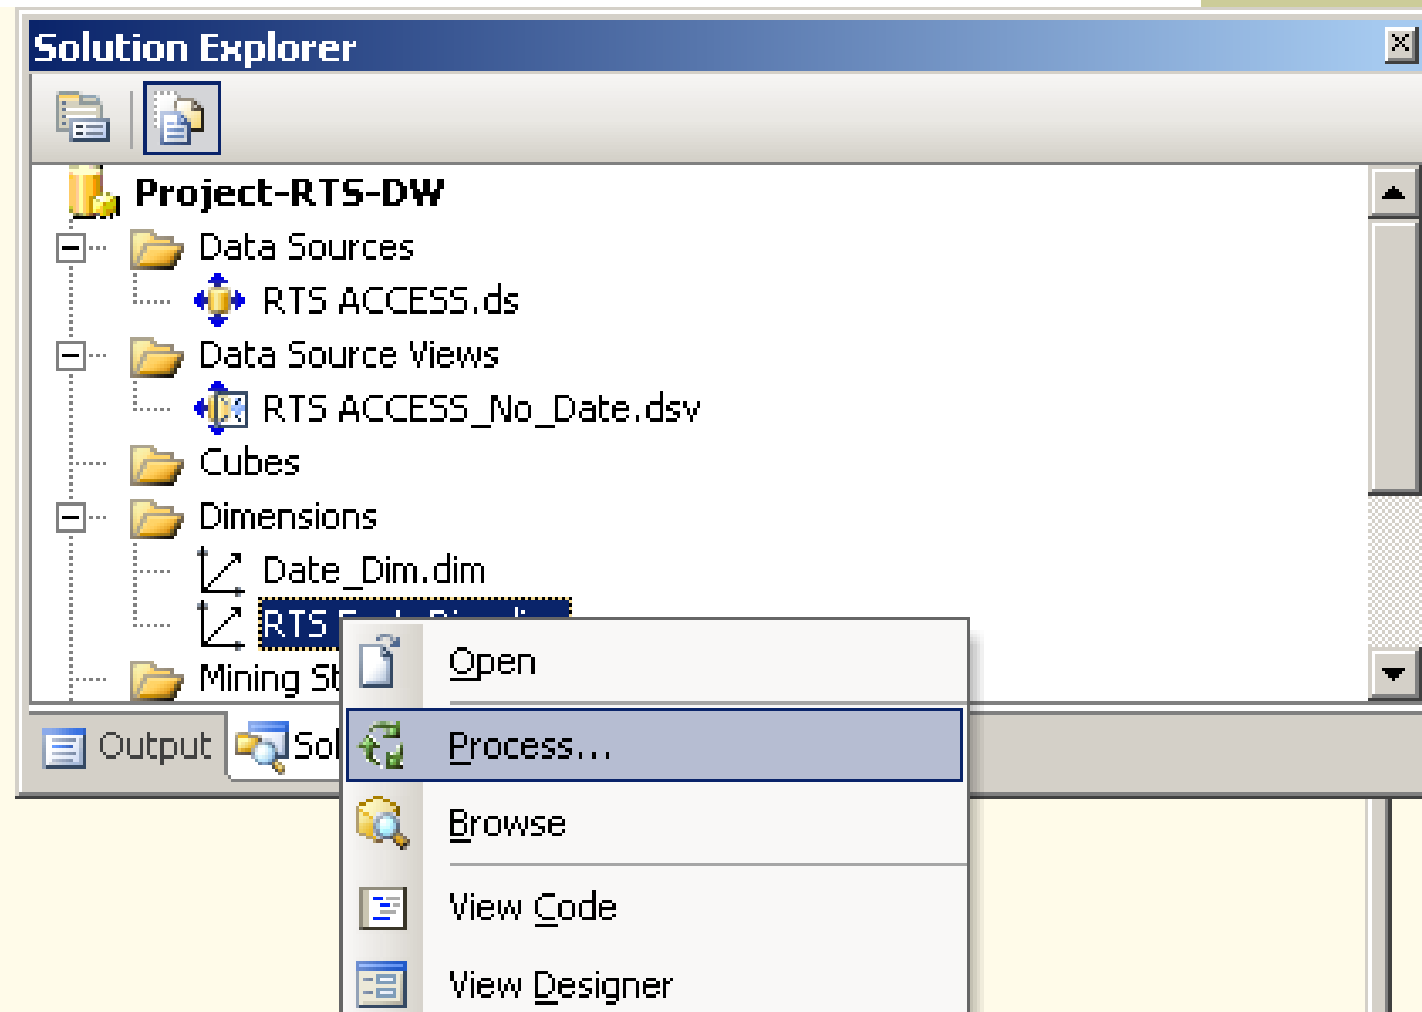 Solution Explorer
Project-RTS-DW
Data Sources
RTS ACCESS.ds
Data Source Views
RTS ACCESS_No_Date.dsv
Cubes
Dimensions
Date_Dim.dim
RTS
Mining
Output
Open
Process...
Browse
View Code
View Designer